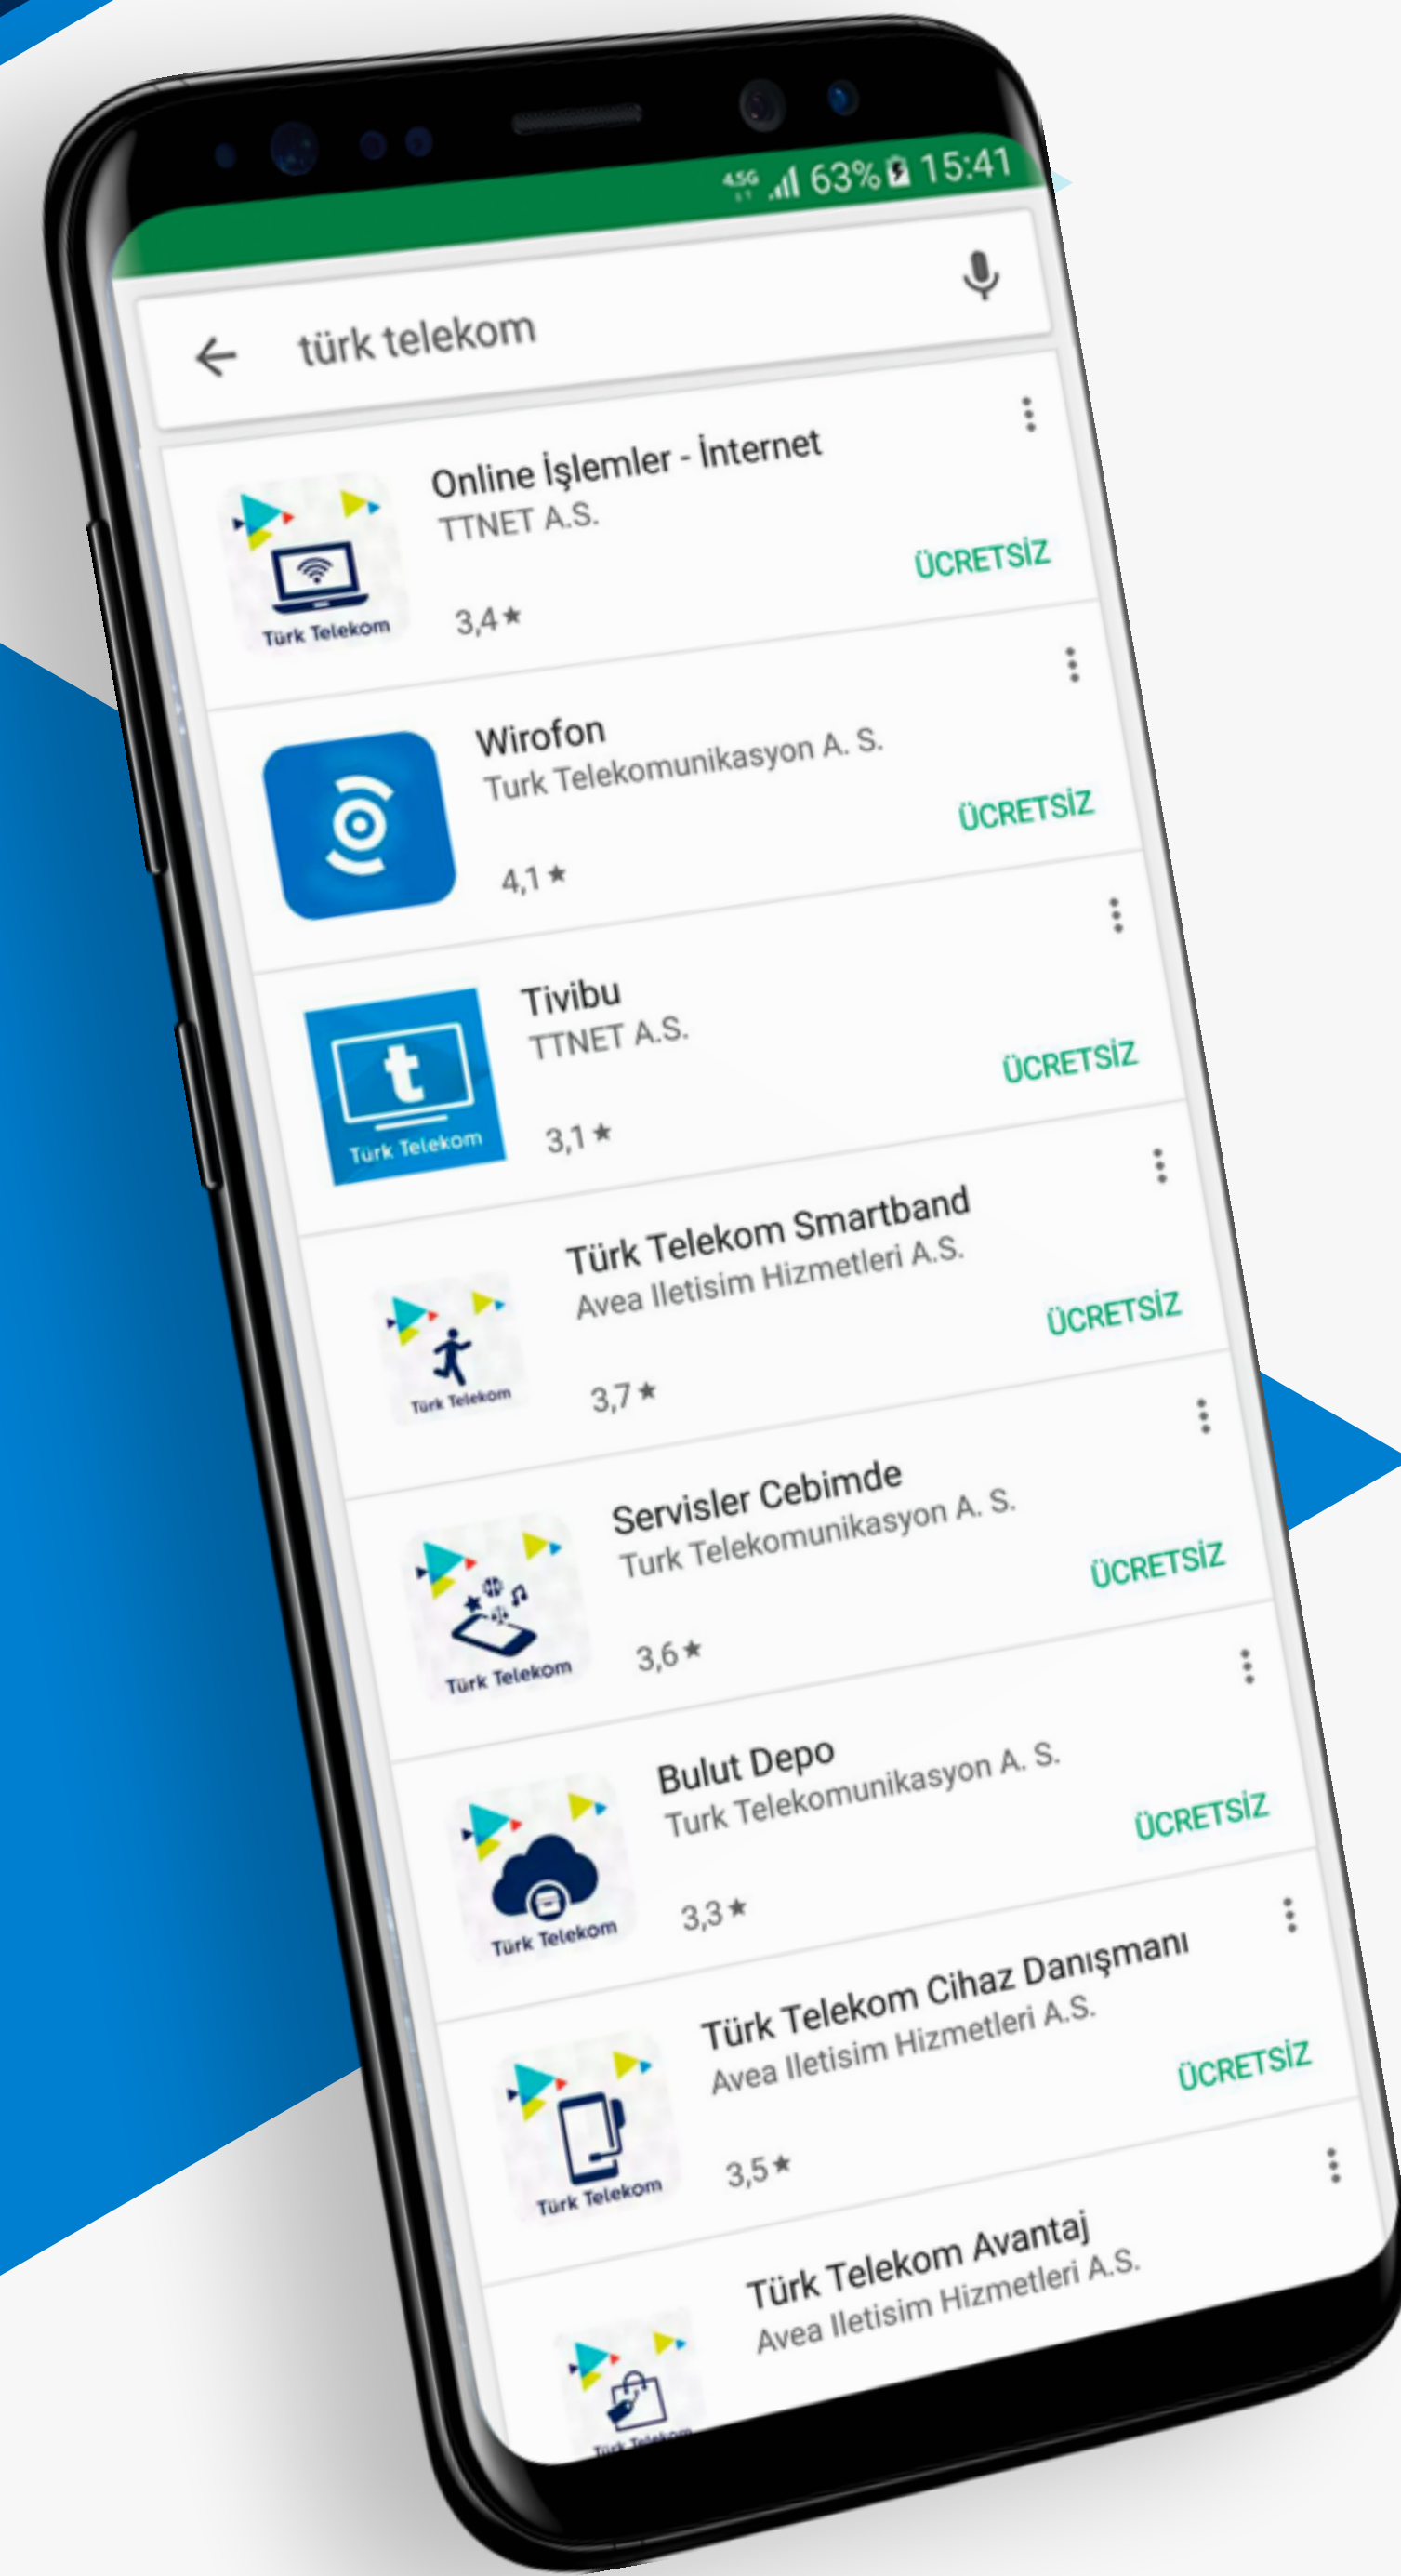 4.5G 63% 15:41
türk telekom
Online İşlemler - İnternet
TTNET A.S.
ÜCRETSİZ
3,4★
Türk Telekom
Wirofon
Turk Telekomunikasyon A. S.
ÜCRETSİZ
4,1★
Tivibu
TTNET A.S.
ÜCRETSİZ
3,1★
t
Türk Telekom
Türk Telekom Smartband
Avea Iletisim Hizmetleri A.S.
ÜCRETSİZ
3,7★
Türk Telekom
Servisler Cebimde
Turk Telekomunikasyon A. S.
ÜCRETSİZ
3,6★
Türk Telekom
Bulut Depo
Turk Telekomunikasyon A. S.
ÜCRETSİZ
3,3★
Türk Telekom
Türk Telekom Cihaz Danışmanı
Avea Iletisim Hizmetleri A.S.
ÜCRETSİZ
3,5★
Türk Telekom
Türk Telekom Avantaj
Avea Iletisim Hizmetleri A.S.
Türk Telekom